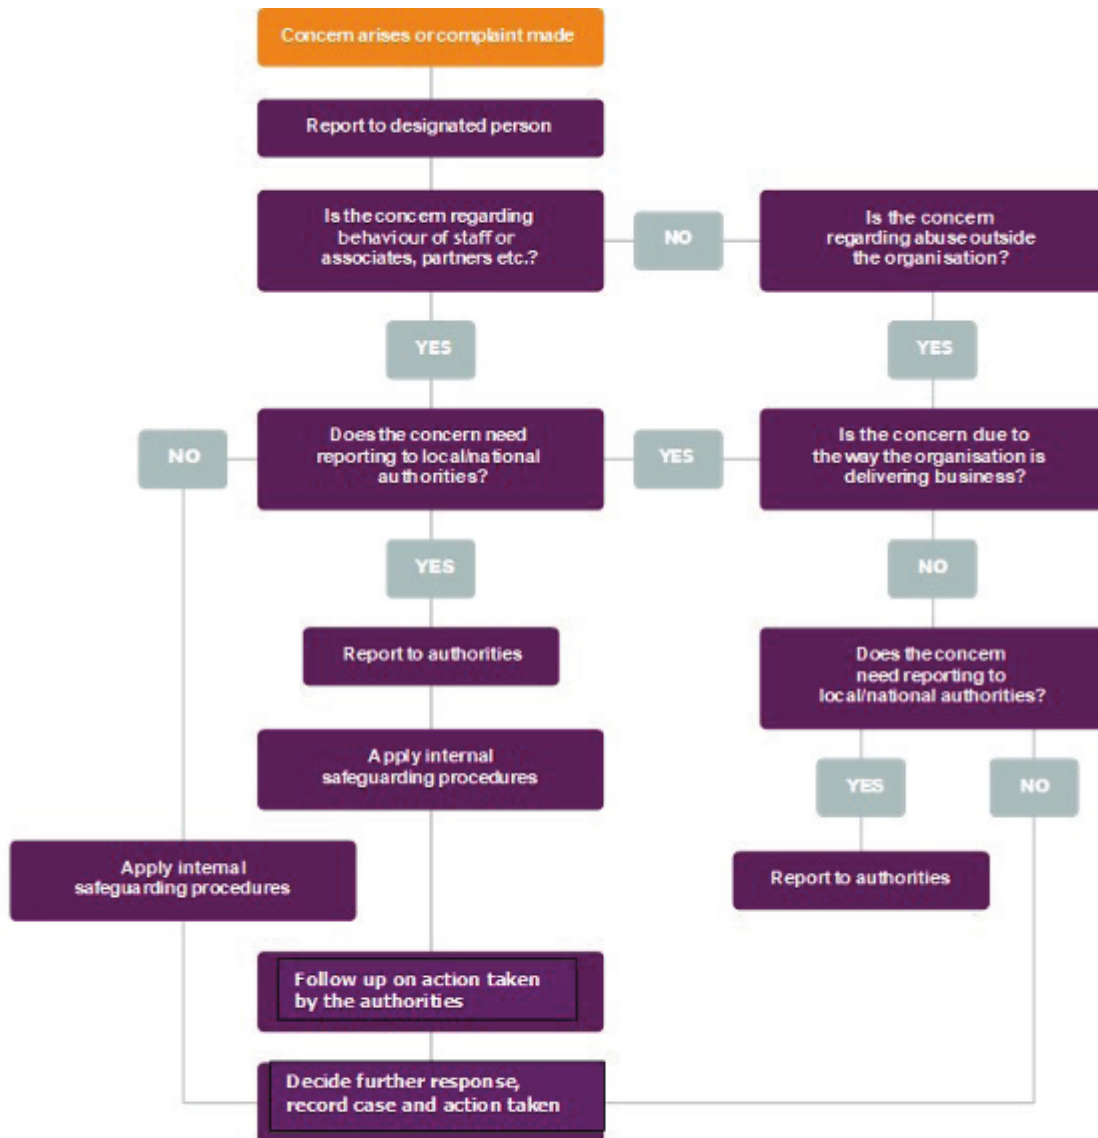 Concern arises or complaint made
Report to designated person
Is the concern regarding
behaviour of staff or
associates, partners etc.?
NO
Is the concern
regarding abuse outside
the organisation?
YES
YES
NO
Does the concern need
reporting to local/national
authorities?
YES
Is the concern due to
the way the organisation is
delivering business?
YES
NO
Report to authorities
Does the concern
need reporting to
local/national authorities?
Apply internal
safeguarding procedures
YES
NO
Apply internal
safeguarding procedures
Report to authorities
Follow up on action taken
by the authorities
Decide further response,
record case and action taken